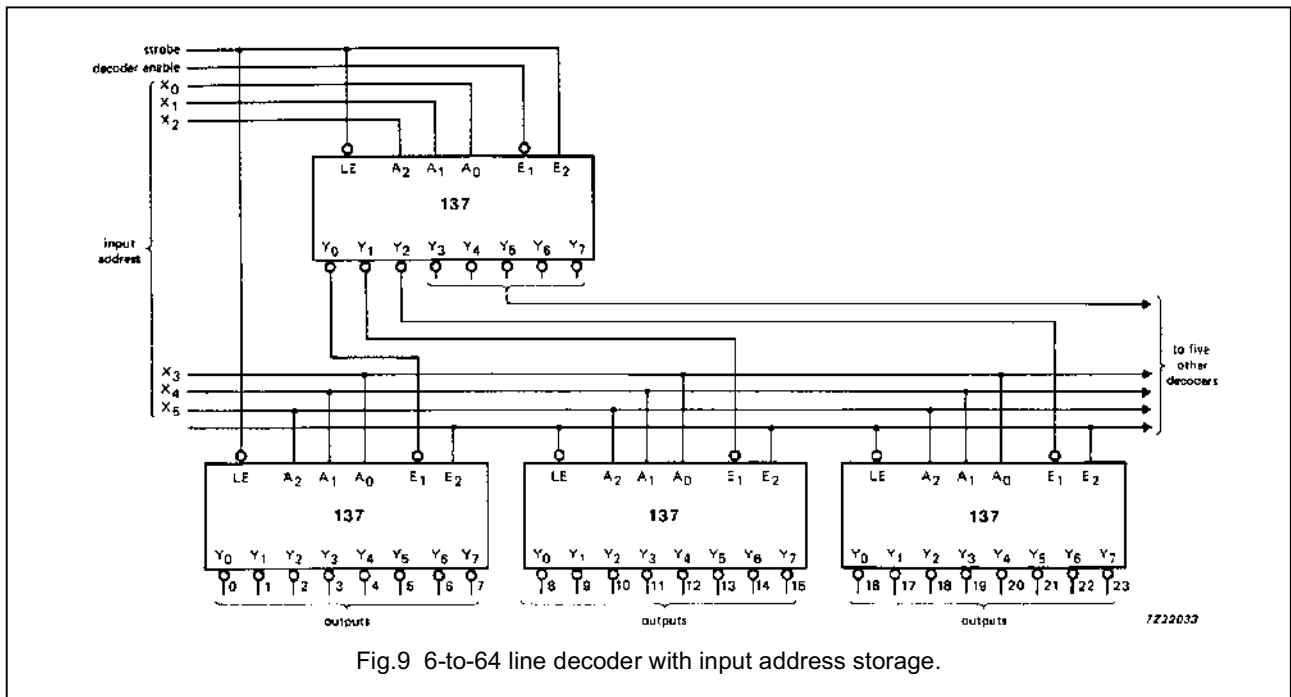 strobe
decoder enable
X0
X1
X2
LE A2 A1 A0 E1 E2
137
input
address
Y0 Y1 Y2 Y3 Y4 Y5 Y6 Y7
to five
other
decoders
X3
X4
X5
LE A2 A1 A0 E1 E2
137
Y0 Y1 Y2 Y3 Y4 Y5 Y6 Y7
0 1 2 3 4 5 6 7
outputs
LE A2 A1 A0 E1 E2
137
Y0 Y1 Y2 Y3 Y4 Y5 Y6 Y7
8 9 10 11 12 13 14 15
outputs
LE A2 A1 A0 E1 E2
137
Y0 Y1 Y2 Y3 Y4 Y5 Y6 Y7
16 17 18 19 20 21 22 23
outputs
7Z22033
Fig.9 6-to-64 line decoder with input address storage.